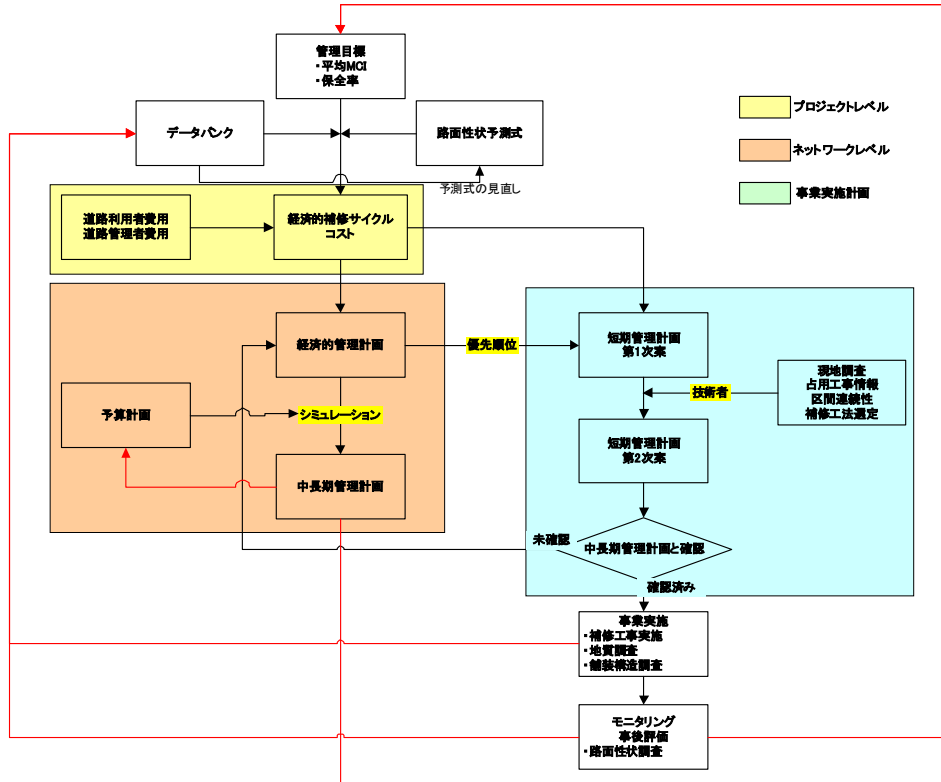 管理目標
・平均MCI
・保全率
データバンク
路面性状予測式
予測式の見直し
プロジェクトレベル
ネットワークレベル
事業実施計画
道路利用者費用
道路管理者費用
経済的補修サイクル
コスト
経済的管理計画
優先順位
短期管理計画
第1次案
現地調査
占用工事情報
区間連続性
補修工法選定
技術者
予算計画
シミュレーション
短期管理計画
第2次案
中長期管理計画
未確認
中長期管理計画と確認
確認済み
事業実施
・補修工事実施
・地質調査
・舗装構造調査
モニタリング
事後評価
・路面性状調査